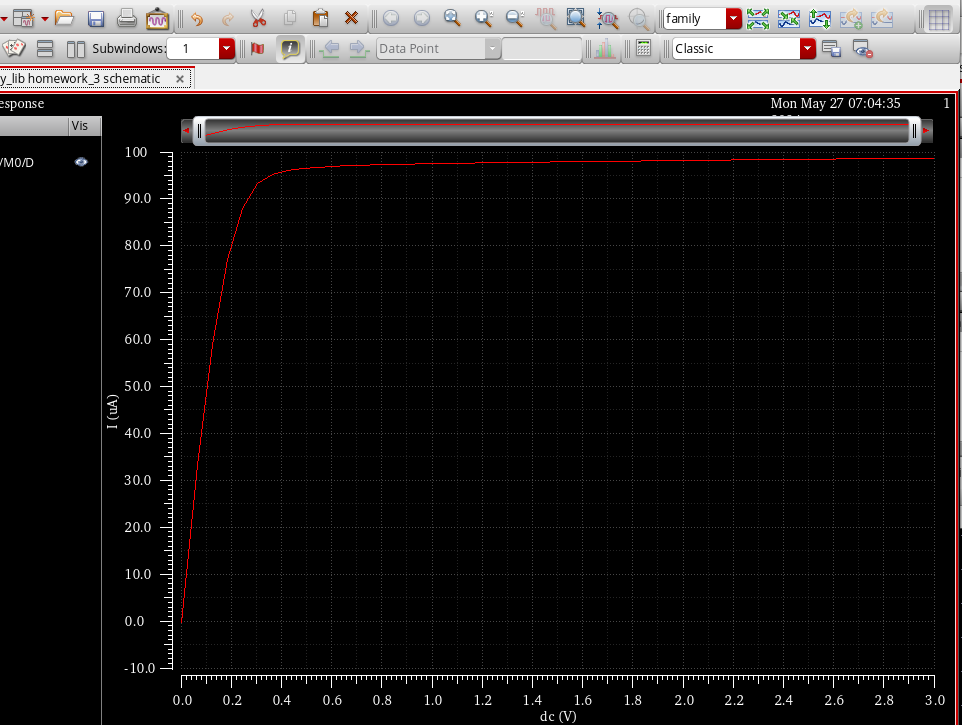 family
Subwindows: 1
Data Point
Classic
y_lib homework_3 schematic
esponse
Mon May 27 07:04:35
1
Vis
/M0/D
100
90.0
80.0
70.0
60.0
50.0
40.0
30.0
20.0
10.0
0.0
-10.0
I (uA)
0.0 0.2 0.4 0.6 0.8 1.0 1.2 1.4 1.6 1.8 2.0 2.2 2.4 2.6 2.8 3.0
dc (V)